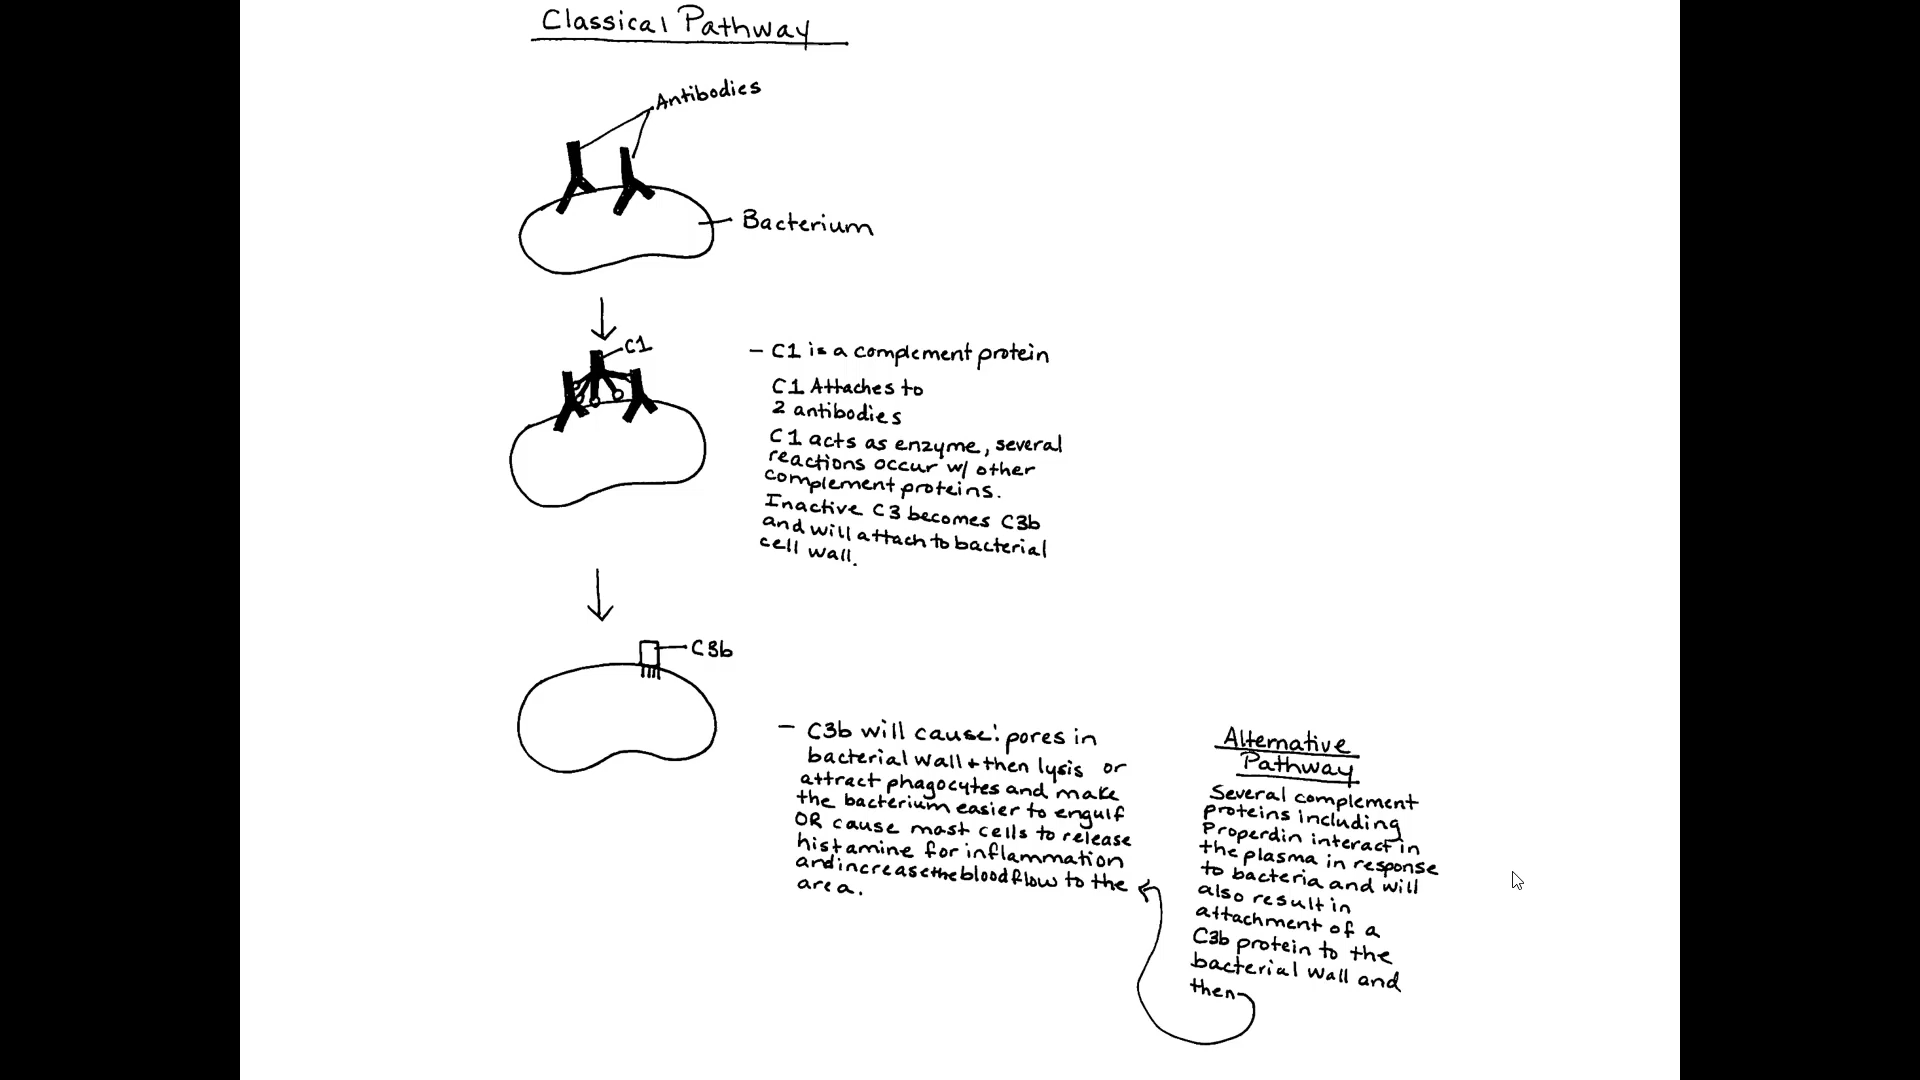 Classical Pathway
Antibodies
Bacterium
C1
- C1 is a complement protein
C1 Attaches to
2 antibodies
C1 acts as enzyme, several
reactions occur w/ other
complement proteins.
Inactive C3 becomes C3b
and will attach to bacterial
cell wall.
C3b
- C3b will cause: pores in
bacterial wall + then lysis or
attract phagocytes and make
the bacterium easier to engulf
OR cause mast cells to release
histamine for inflammation
and increase the blood flow to the
area.
Alternative
Pathway
Several complement
proteins including
Properdin interact in
the plasma in response
to bacteria and will
also result in
attachment of a
C3b protein to the
bacterial wall and
then